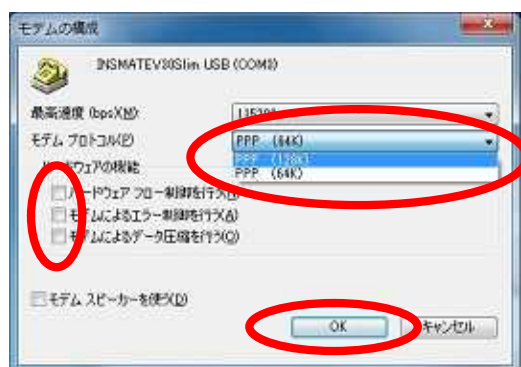 モデムの構成
INSMATEV30Slim USB (COM3)
最高速度 (bps)(M): 115200
モデム プロトコル(P) PPP (64K)
PPP (128K)
ハードウェアの機能
PPP (64K)
ハードウェア フロー制御を行う(H)
モデムによるエラー制御を行う(A)
モデムによるデータ圧縮を行う(C)
モデム スピーカーを使う(D)
OK キャンセル